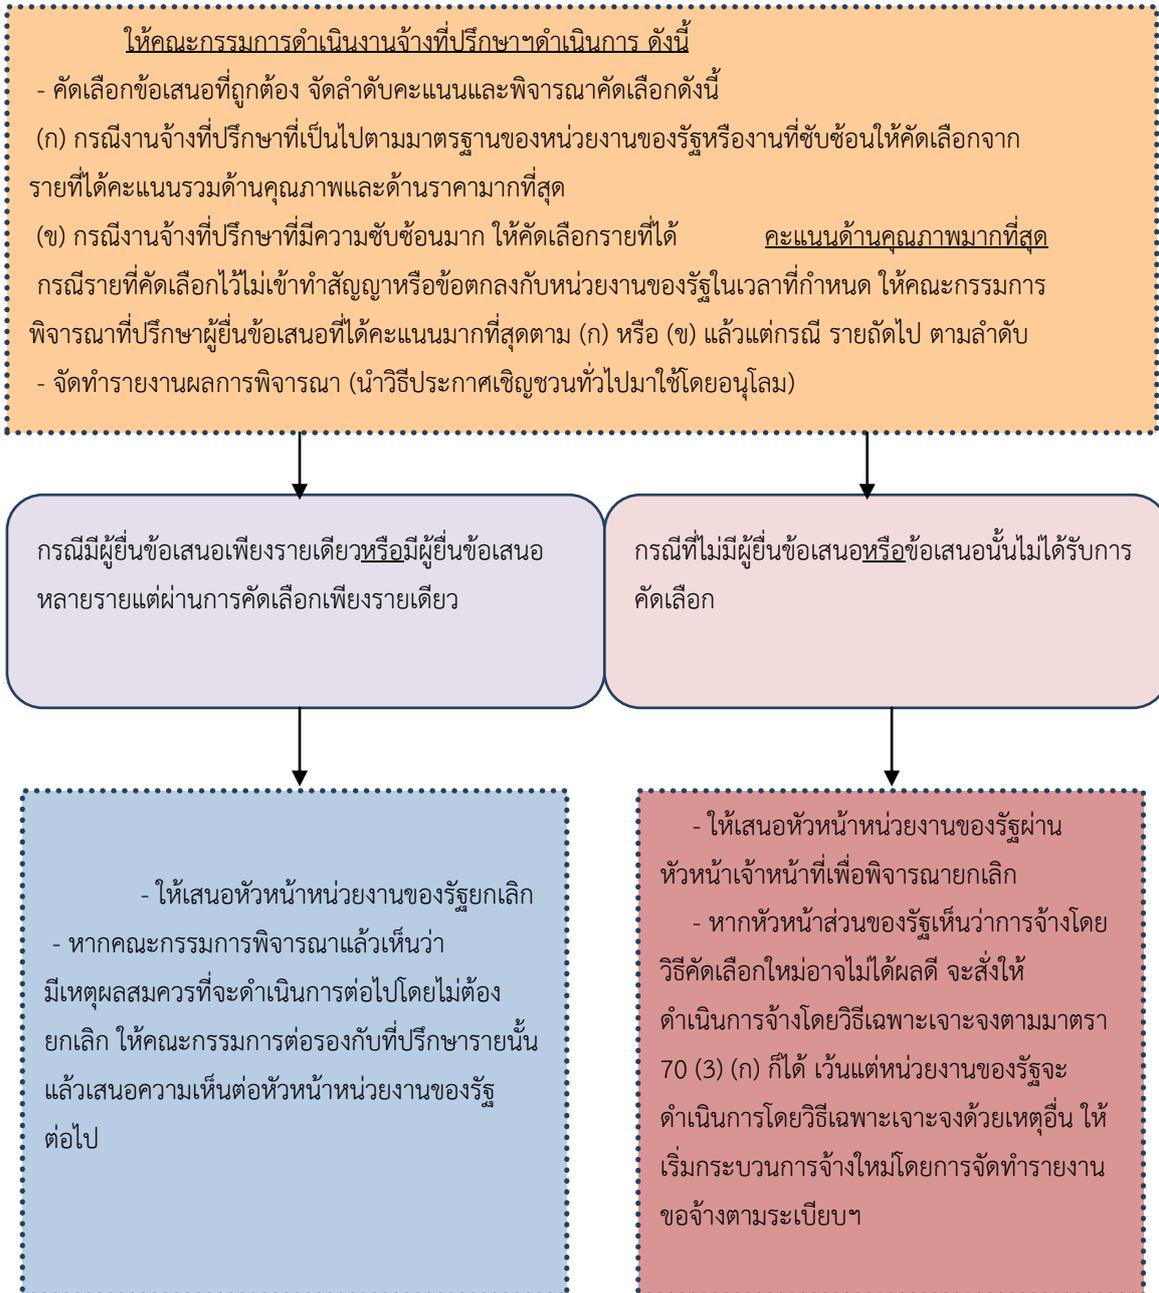 ให้คณะกรรมการดำเนินงานจ้างที่ปรึกษาฯดำเนินการ ดังนี้
- คัดเลือกข้อเสนอที่ถูกต้อง จัดลำดับคะแนนและพิจารณาคัดเลือกดังนี้
(ก) กรณีงานจ้างที่ปรึกษาที่เป็นไปตามมาตรฐานของหน่วยงานของรัฐหรืองานที่ซับซ้อนให้คัดเลือกจาก
รายที่ได้คะแนนรวมด้านคุณภาพและด้านราคามากที่สุด
(ข) กรณีงานจ้างที่ปรึกษาที่มีความซับซ้อนมาก ให้คัดเลือกรายที่ได้ คะแนนด้านคุณภาพมากที่สุด
กรณีรายที่คัดเลือกไว้ไม่เข้าทำสัญญาหรือข้อตกลงกับหน่วยงานของรัฐในเวลาที่กำหนด ให้คณะกรรมการ
พิจารณาที่ปรึกษาผู้ยื่นข้อเสนอที่ได้คะแนนมากที่สุดตาม (ก) หรือ (ข) แล้วแต่กรณี รายถัดไป ตามลำดับ
- จัดทำรายงานผลการพิจารณา (นำวิธีประกาศเชิญชวนทั่วไปมาใช้โดยอนุโลม)
กรณีมีผู้ยื่นข้อเสนอเพียงรายเดียวหรือมีผู้ยื่นข้อเสนอ
หลายรายแต่ผ่านการคัดเลือกเพียงรายเดียว
กรณีที่ไม่มีผู้ยื่นข้อเสนอหรือข้อเสนอนั้นไม่ได้รับการ
คัดเลือก
- ให้เสนอหัวหน้าหน่วยงานของรัฐยกเลิก
- หากคณะกรรมการพิจารณาแล้วเห็นว่า
มีเหตุผลสมควรที่จะดำเนินการต่อไปโดยไม่ต้อง
ยกเลิก ให้คณะกรรมการต่อรองกับที่ปรึกษารายนั้น
แล้วเสนอความเห็นต่อหัวหน้าหน่วยงานของรัฐ
ต่อไป
- ให้เสนอหัวหน้าหน่วยงานของรัฐผ่าน
หัวหน้าเจ้าหน้าที่เพื่อพิจารณายกเลิก
- หากหัวหน้าส่วนของรัฐเห็นว่าการจ้างโดย
วิธีคัดเลือกใหม่อาจไม่ได้ผลดี จะสั่งให้
ดำเนินการจ้างโดยวิธีเฉพาะเจาะจงตามมาตรา
70 (3) (ก) ก็ได้ เว้นแต่หน่วยงานของรัฐจะ
ดำเนินการโดยวิธีเฉพาะเจาะจงด้วยเหตุอื่น ให้
เริ่มกระบวนการจ้างใหม่โดยการจัดทำรายงาน
ขอจ้างตามระเบียบฯ